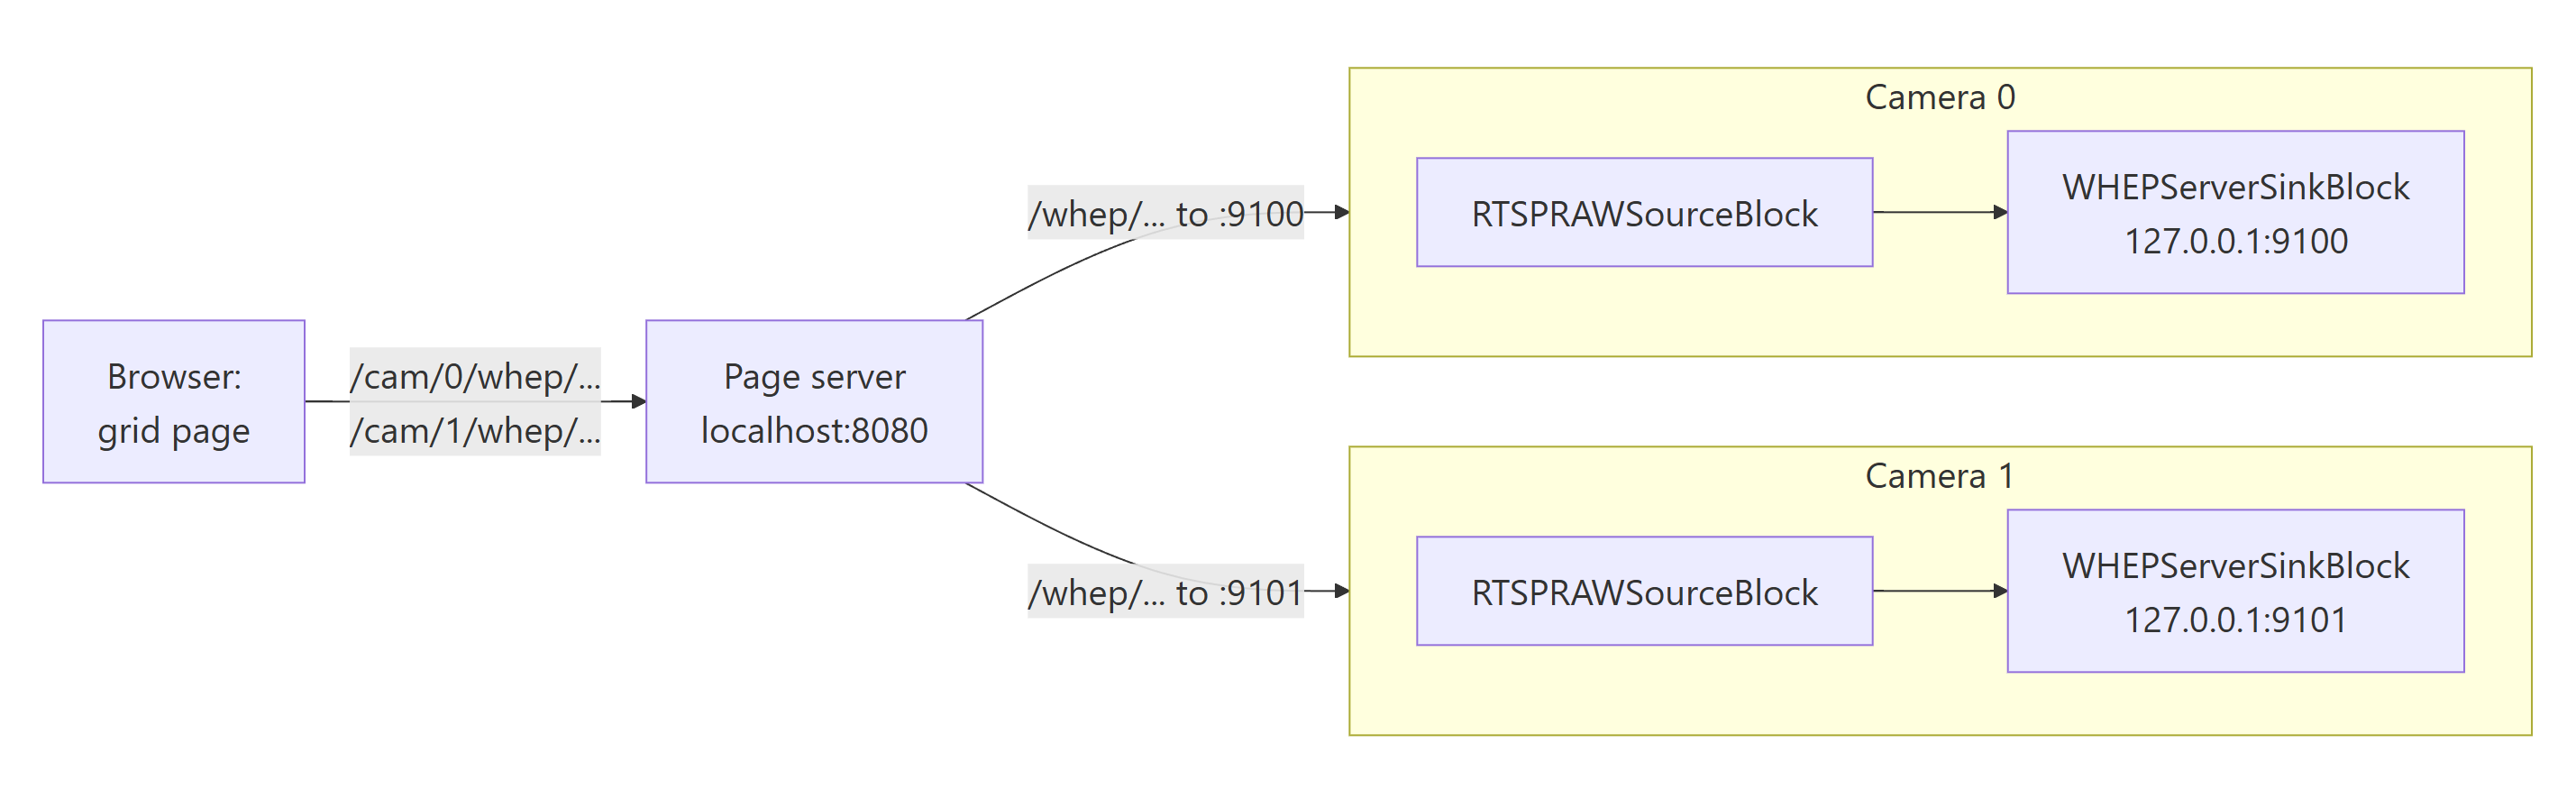 Browser:
grid page
/cam/0/whep/...
/cam/1/whep/...
Page server
localhost:8080
/whep/... to :9100
/whep/... to :9101
Camera 0
RTSPRAWSourceBlock
WHEPServerSinkBlock
127.0.0.1:9100
Camera 1
RTSPRAWSourceBlock
WHEPServerSinkBlock
127.0.0.1:9101